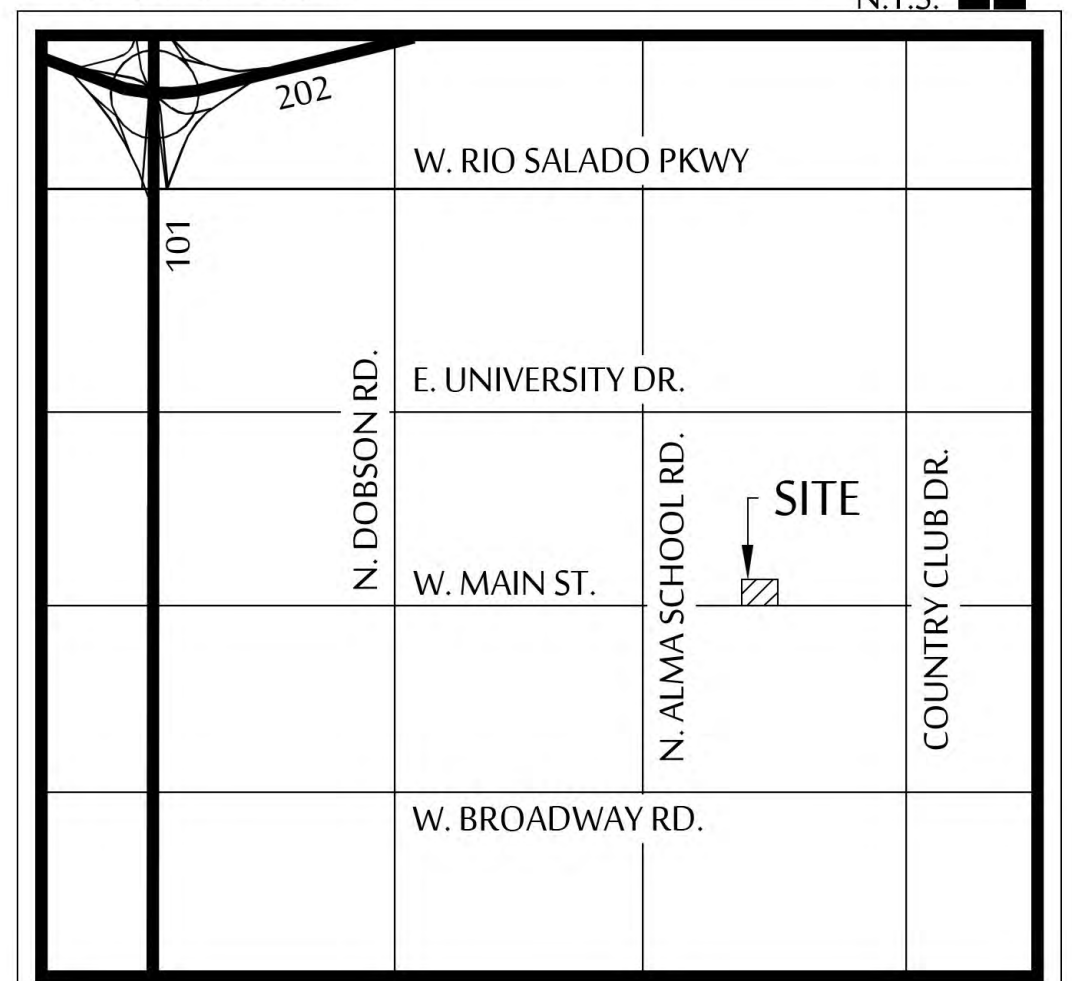 N.T.S.
202
W. RIO SALADO PKWY
101
E. UNIVERSITY DR.
N. DOBSON RD.
N. ALMA SCHOOL RD.
SITE
COUNTRY CLUB DR.
W. MAIN ST.
W. BROADWAY RD.